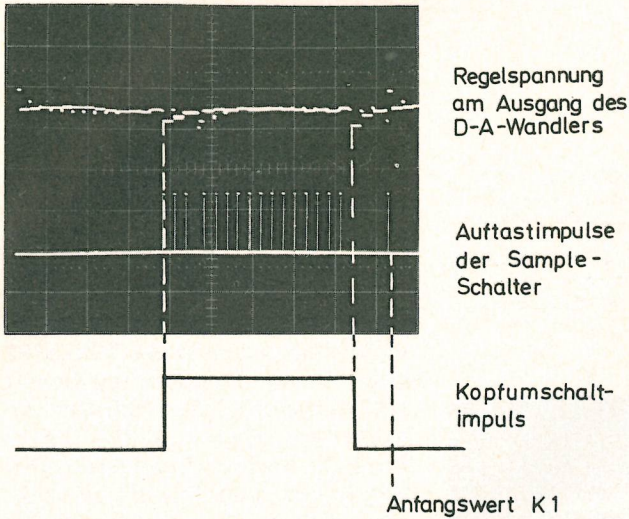 Regelspannung
am Ausgang des
D-A-Wandlers
Auftastimpulse
der Sample-
Schalter
Kopfumschalt-
impuls
Anfangswert K1